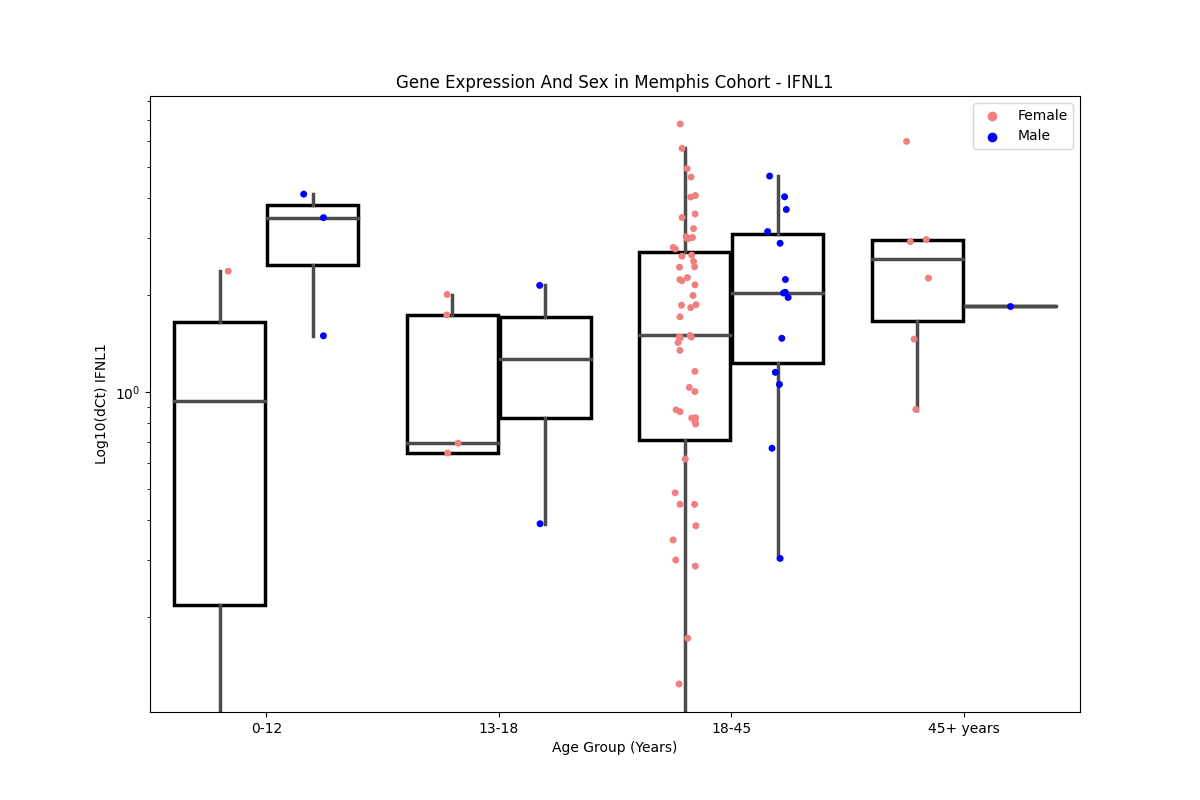 Gene Expression And Sex in Memphis Cohort - IFNL1
Female
Male
Log10(dCt) IFNL1
10⁰
0-12
13-18
18-45
45+ years
Age Group (Years)